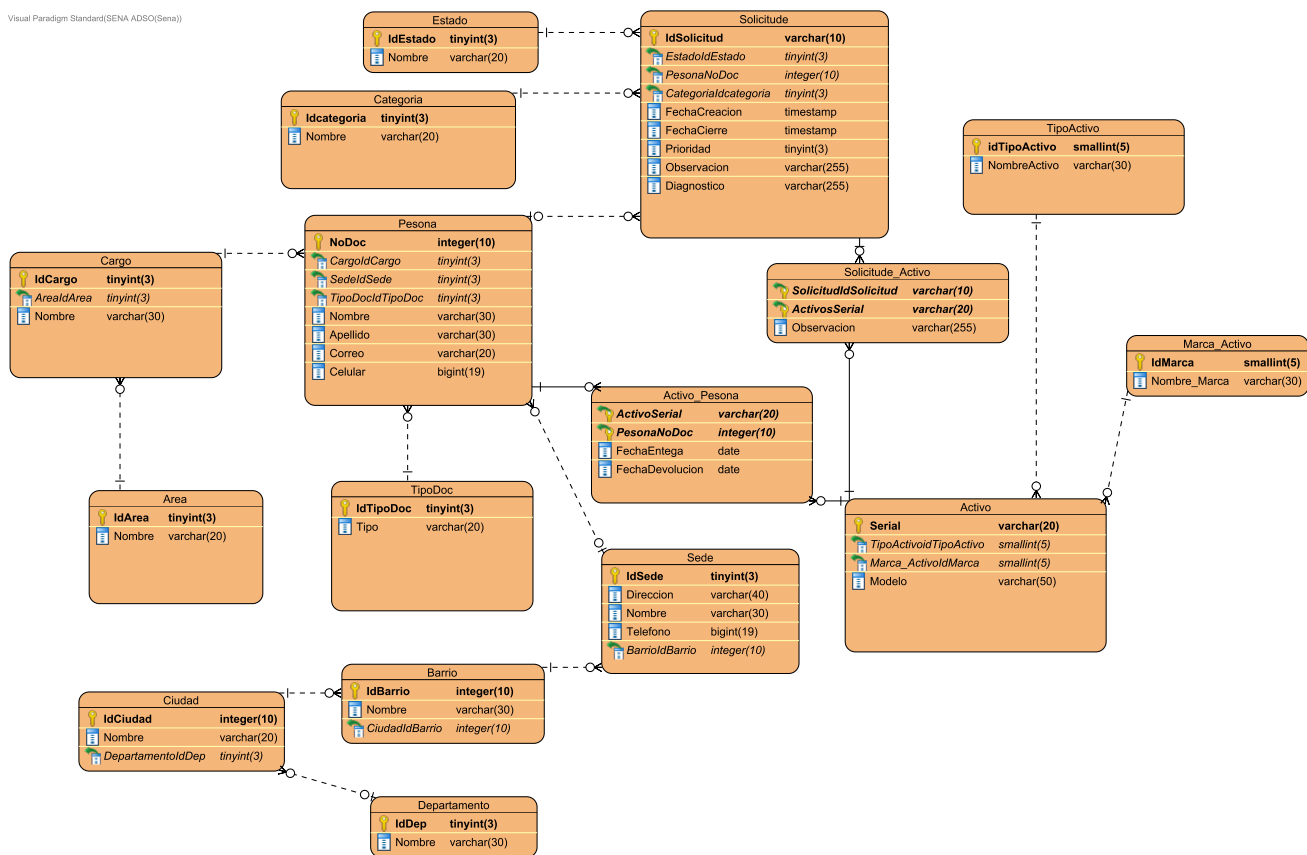 Visual Paradigm Standard(SENA ADSO(Sena))
Estado
IdEstado tinyint(3)
Nombre varchar(20)
Solicitude
IdSolicitud varchar(10)
EstadoIdEstado tinyint(3)
PesonaNoDoc integer(10)
CategoriaIdcategoria tinyint(3)
FechaCreacion timestamp
FechaCierre timestamp
Prioridad tinyint(3)
Observacion varchar(255)
Diagnostico varchar(255)
Categoria
Idcategoria tinyint(3)
Nombre varchar(20)
TipoActivo
idTipoActivo smallint(5)
NombreActivo varchar(30)
Pesona
NoDoc integer(10)
CargoIdCargo tinyint(3)
SedeIdSede tinyint(3)
TipoDocIdTipoDoc tinyint(3)
Nombre varchar(30)
Apellido varchar(30)
Correo varchar(20)
Celular bigint(19)
Cargo
IdCargo tinyint(3)
AreaIdArea tinyint(3)
Nombre varchar(30)
Solicitude_Activo
SolicitudIdSolicitud varchar(10)
ActivosSerial varchar(20)
Observacion varchar(255)
Marca_Activo
IdMarca smallint(5)
Nombre_Marca varchar(30)
Activo_Pesona
ActivoSerial varchar(20)
PesonaNoDoc integer(10)
FechaEntega date
FechaDevolucion date
Area
IdArea tinyint(3)
Nombre varchar(20)
TipoDoc
IdTipoDoc tinyint(3)
Tipo varchar(20)
Activo
Serial varchar(20)
TipoActivoidTipoActivo smallint(5)
Marca_ActivoIdMarca smallint(5)
Modelo varchar(50)
Sede
IdSede tinyint(3)
Direccion varchar(40)
Nombre varchar(30)
Telefono bigint(19)
BarrioIdBarrio integer(10)
Barrio
IdBarrio integer(10)
Nombre varchar(30)
CiudadIdBarrio integer(10)
Ciudad
IdCiudad integer(10)
Nombre varchar(20)
DepartamentoIdDep tinyint(3)
Departamento
IdDep tinyint(3)
Nombre varchar(30)